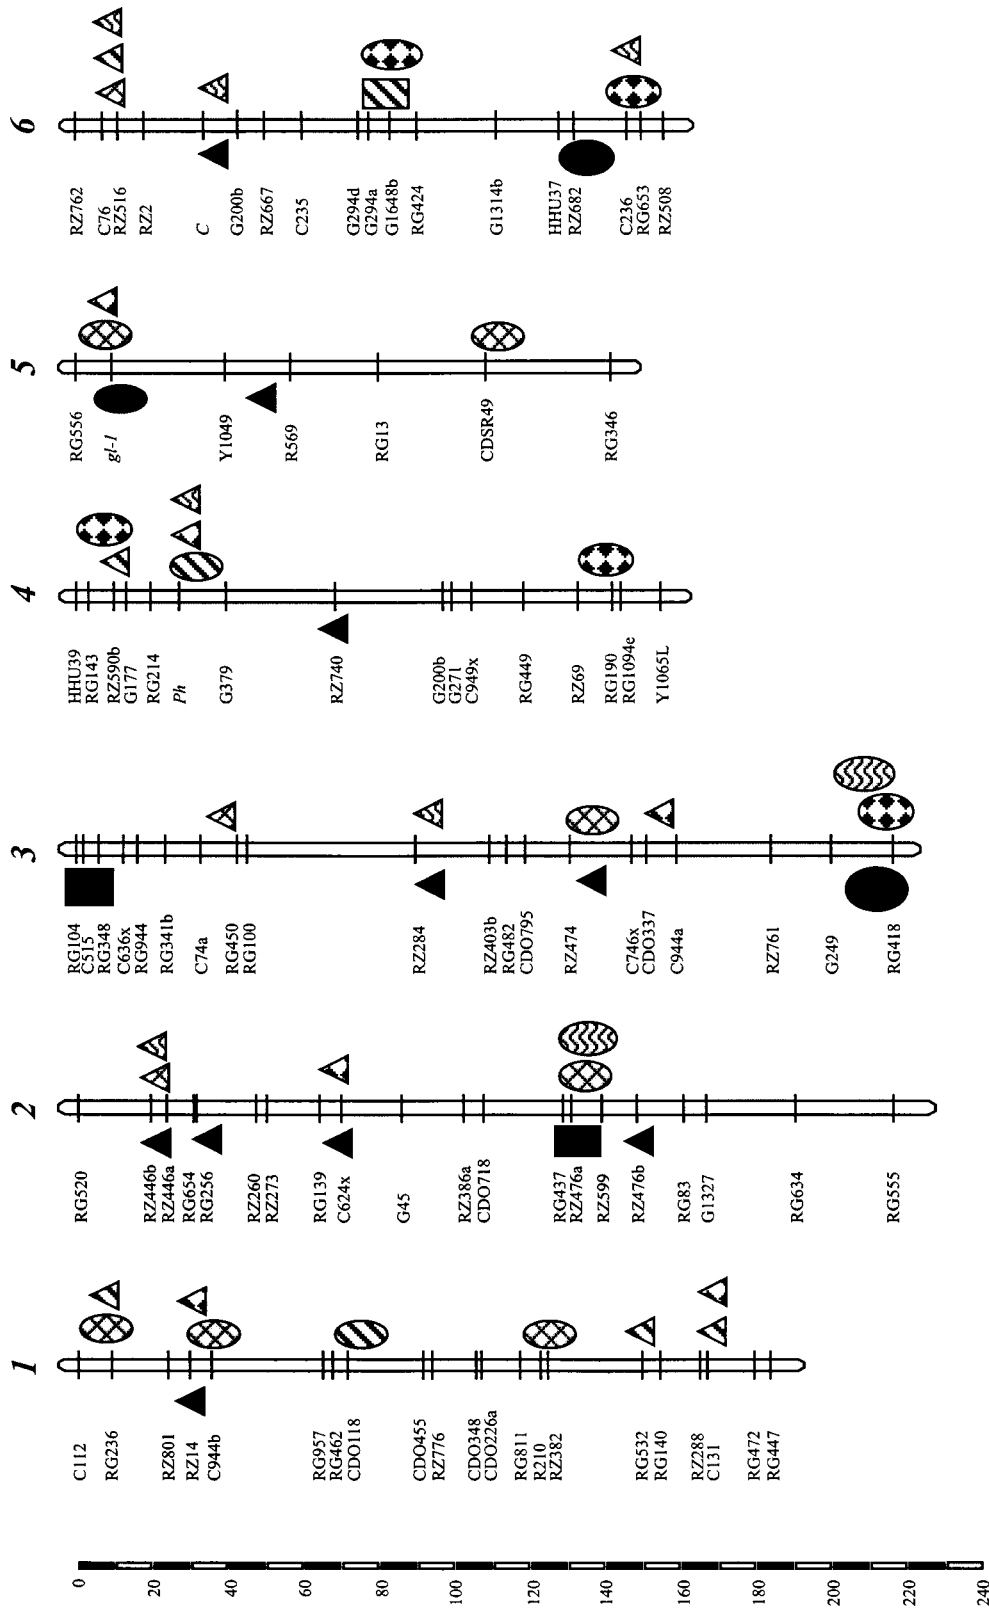 0
20
40
60
80
100
120
140
160
180
200
220
240
1
C112
RG236
RZ801
RZ14
C944b
RG957
RG462
CDO118
CDO455
RZ776
CDO348
CDO226a
RG811
R210
RZ382
RG532
RG140
RZ288
C131
RG472
RG447
2
RG520
RZ446b
RZ446a
RG654
RG256
RZ260
RZ273
RG139
C624x
G45
RZ386a
CDO718
RG437
RZ476a
RZ599
RZ476b
RG83
G1327
RG634
RG555
3
RG104
C515
RG348
C636x
RG944
RG341b
C74a
RG450
RG100
RZ284
RZ403b
RG482
CDO795
RZ474
C746x
CDO337
C944a
RZ761
G249
RG418
4
HHU39
RG143
RZ590b
G177
RG214
Ph
G379
RZ740
G200b
G271
C949x
RG449
RZ69
RG190
RG1094e
Y1065L
5
RG556
gl-1
Y1049
R569
RG13
CDSR49
RG346
6
RZ762
C76
RZ516
RZ2
C
G200b
RZ667
C235
G294d
G294a
G1648b
RG424
G1314b
HHU37
RZ682
C236
RG653
RZ508